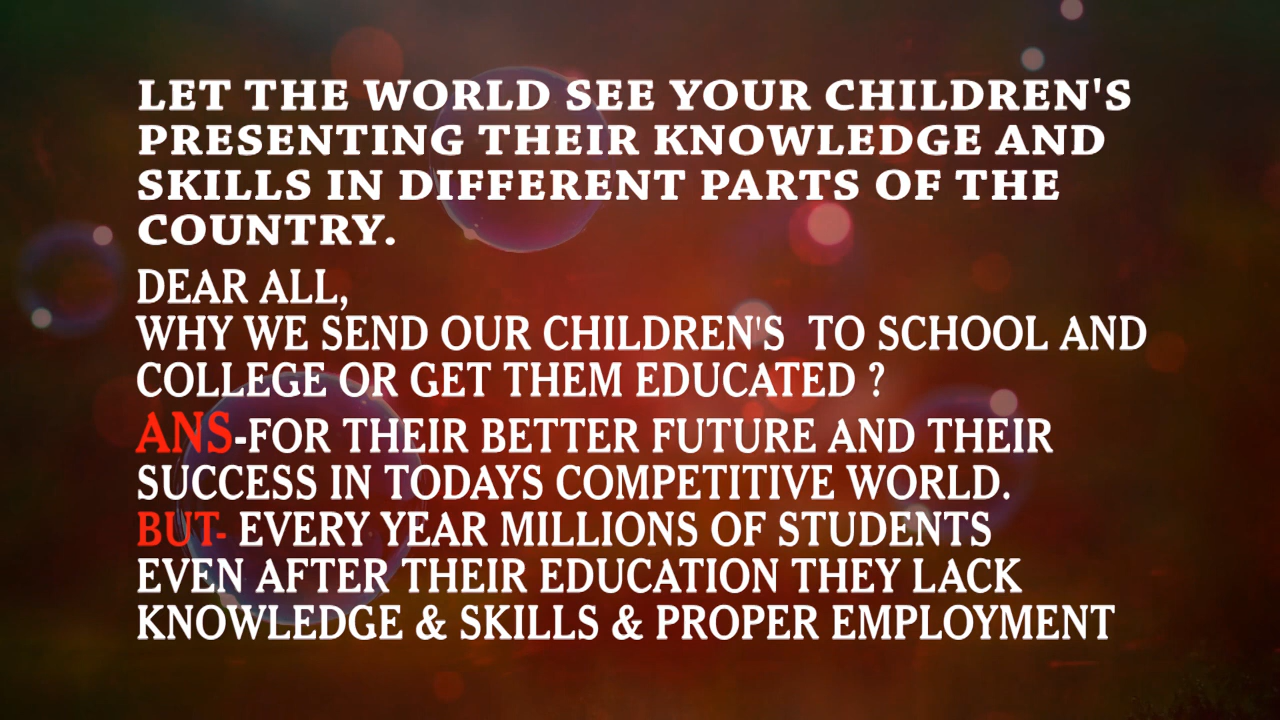 LET THE WORLD SEE YOUR CHILDREN'S
PRESENTING THEIR KNOWLEDGE AND
SKILLS IN DIFFERENT PARTS OF THE
COUNTRY.
DEAR ALL,
WHY WE SEND OUR CHILDREN'S  TO SCHOOL AND
COLLEGE OR GET THEM EDUCATED ?
ANS-FOR THEIR BETTER FUTURE AND THEIR
SUCCESS IN TODAYS COMPETITIVE WORLD.
BUT- EVERY YEAR MILLIONS OF STUDENTS
EVEN AFTER THEIR EDUCATION THEY LACK
KNOWLEDGE & SKILLS & PROPER EMPLOYMENT